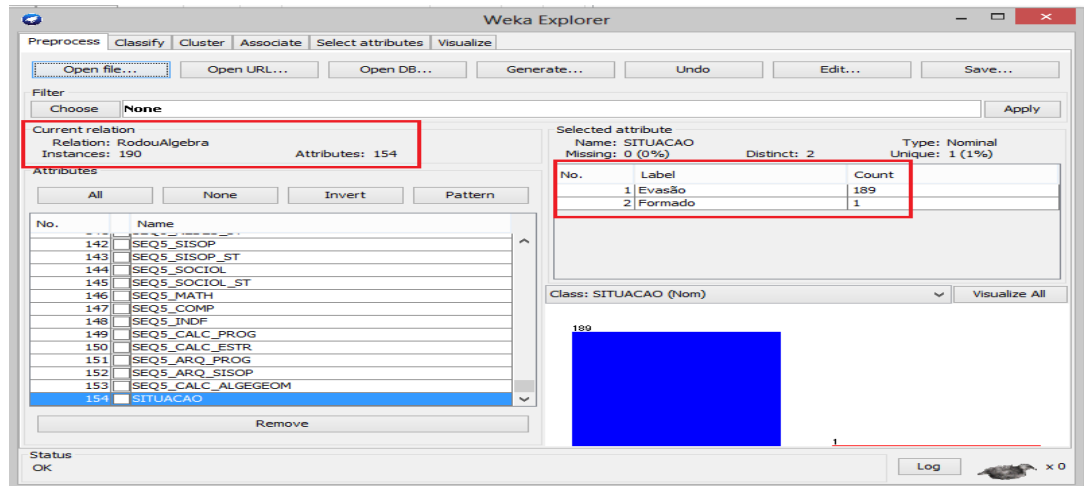 Weka Explorer
Preprocess Classify Cluster Associate Select attributes Visualize
Open file... Open URL... Open DB... Generate... Undo Edit... Save...
Filter
Choose None Apply
Current relation
Relation: RodouAlgebra
Instances: 190 Attributes: 154
Attributes
All None Invert Pattern
No. Name
142 SEQ5_SISOP
143 SEQ5_SISOP_ST
144 SEQ5_SOCIOL
145 SEQ5_SOCIOL_ST
146 SEQ5_MATH
147 SEQ5_COMP
148 SEQ5_INDF
149 SEQ5_CALC_PROG
150 SEQ5_CALC_ESTR
151 SEQ5_ARQ_PROG
152 SEQ5_ARQ_SISOP
153 SEQ5_CALC_ALGEGEOM
154 SITUACAO
Remove
Selected attribute
Name: SITUACAO Type: Nominal
Missing: 0 (0%) Distinct: 2 Unique: 1 (1%)
No. Label Count
1 Evasão 189
2 Formado 1
Class: SITUACAO (Nom) Visualize All
189
1
Status
OK
Log x 0